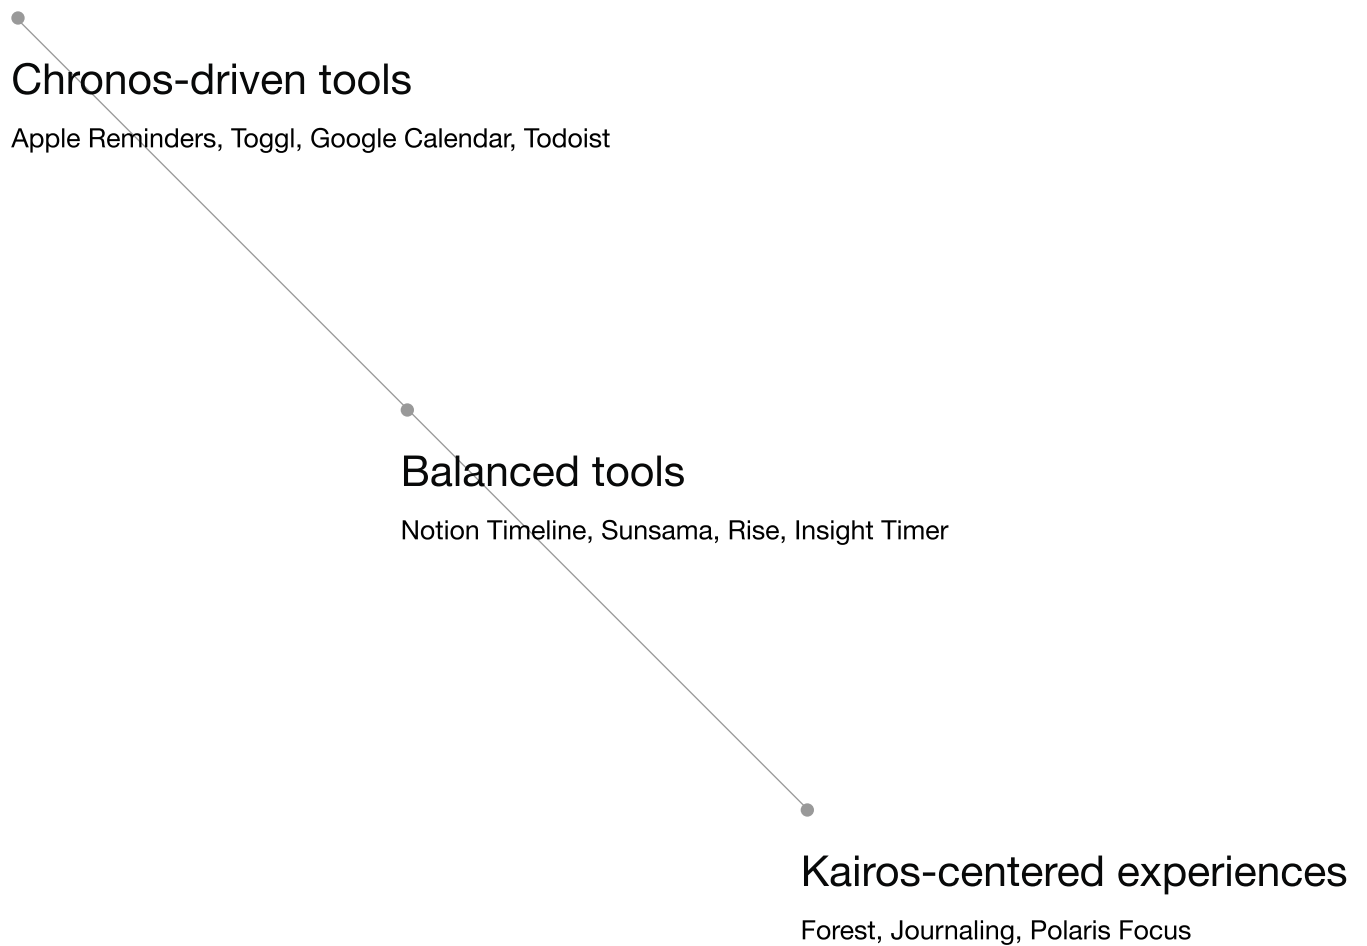 Chronos-driven tools
Apple Reminders, Toggl, Google Calendar, Todoist
Balanced tools
Notion Timeline, Sunsama, Rise, Insight Timer
Kairos-centered experiences
Forest, Journaling, Polaris Focus